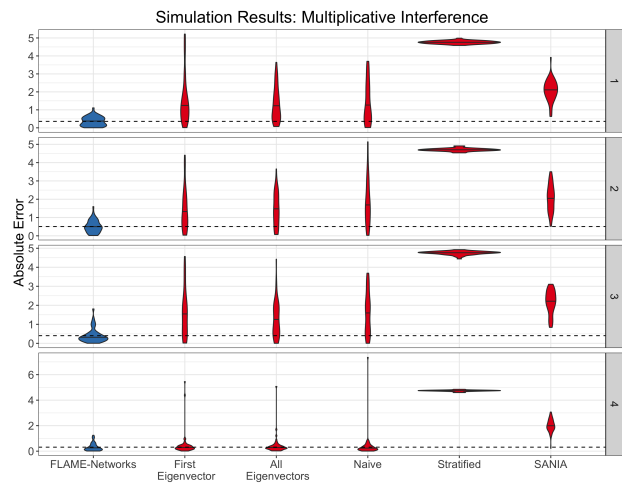 Simulation Results: Multiplicative Interference
Absolute Error
5
4
3
2
1
0
1
5
4
3
2
1
0
2
5
4
3
2
1
0
3
6
4
2
0
4
FLAME-Networks
First
Eigenvector
All
Eigenvectors
Naive
Stratified
SANIA